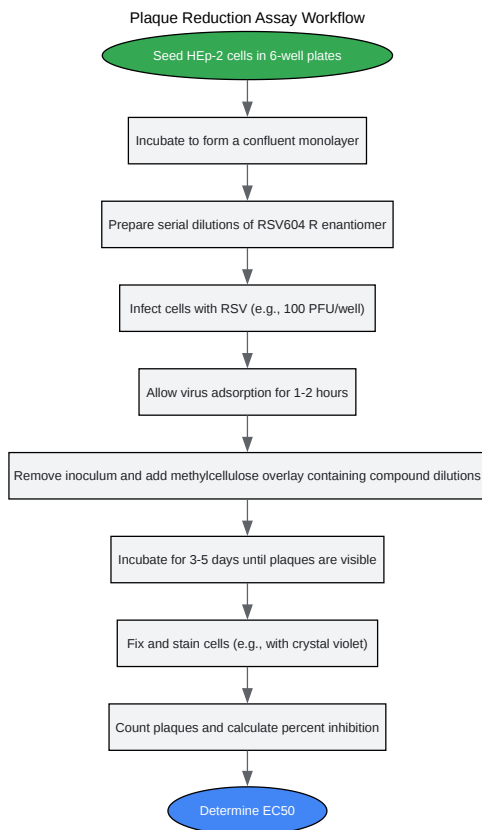 Plaque Reduction Assay Workflow
Seed HEp-2 cells in 6-well plates
Incubate to form a confluent monolayer
Prepare serial dilutions of RSV604 R enantiomer
Infect cells with RSV (e.g., 100 PFU/well)
Allow virus adsorption for 1-2 hours
Remove inoculum and add methylcellulose overlay containing compound dilutions
Incubate for 3-5 days until plaques are visible
Fix and stain cells (e.g., with crystal violet)
Count plaques and calculate percent inhibition
Determine EC50